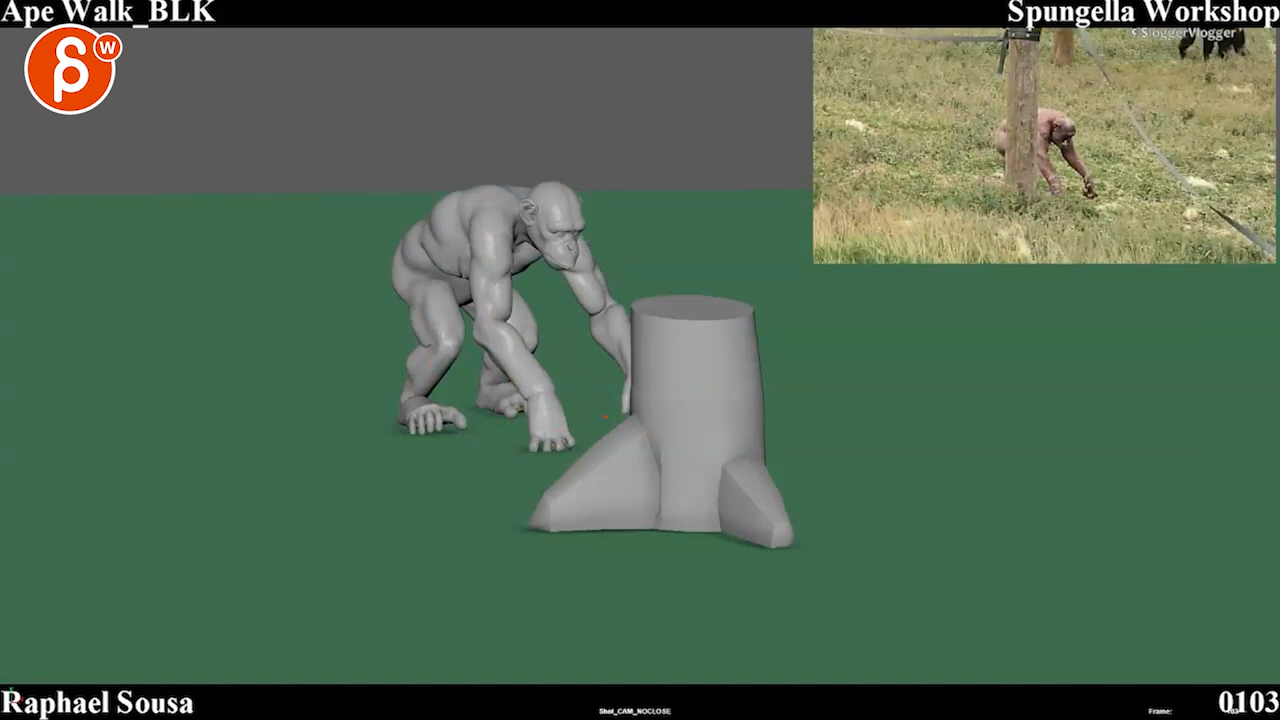 Ape Walk_BLK
Spungella Workshop
W
SloggerVlogger
Raphael Sousa
Shot_CAM_NOCLOSE
Frame:
0103